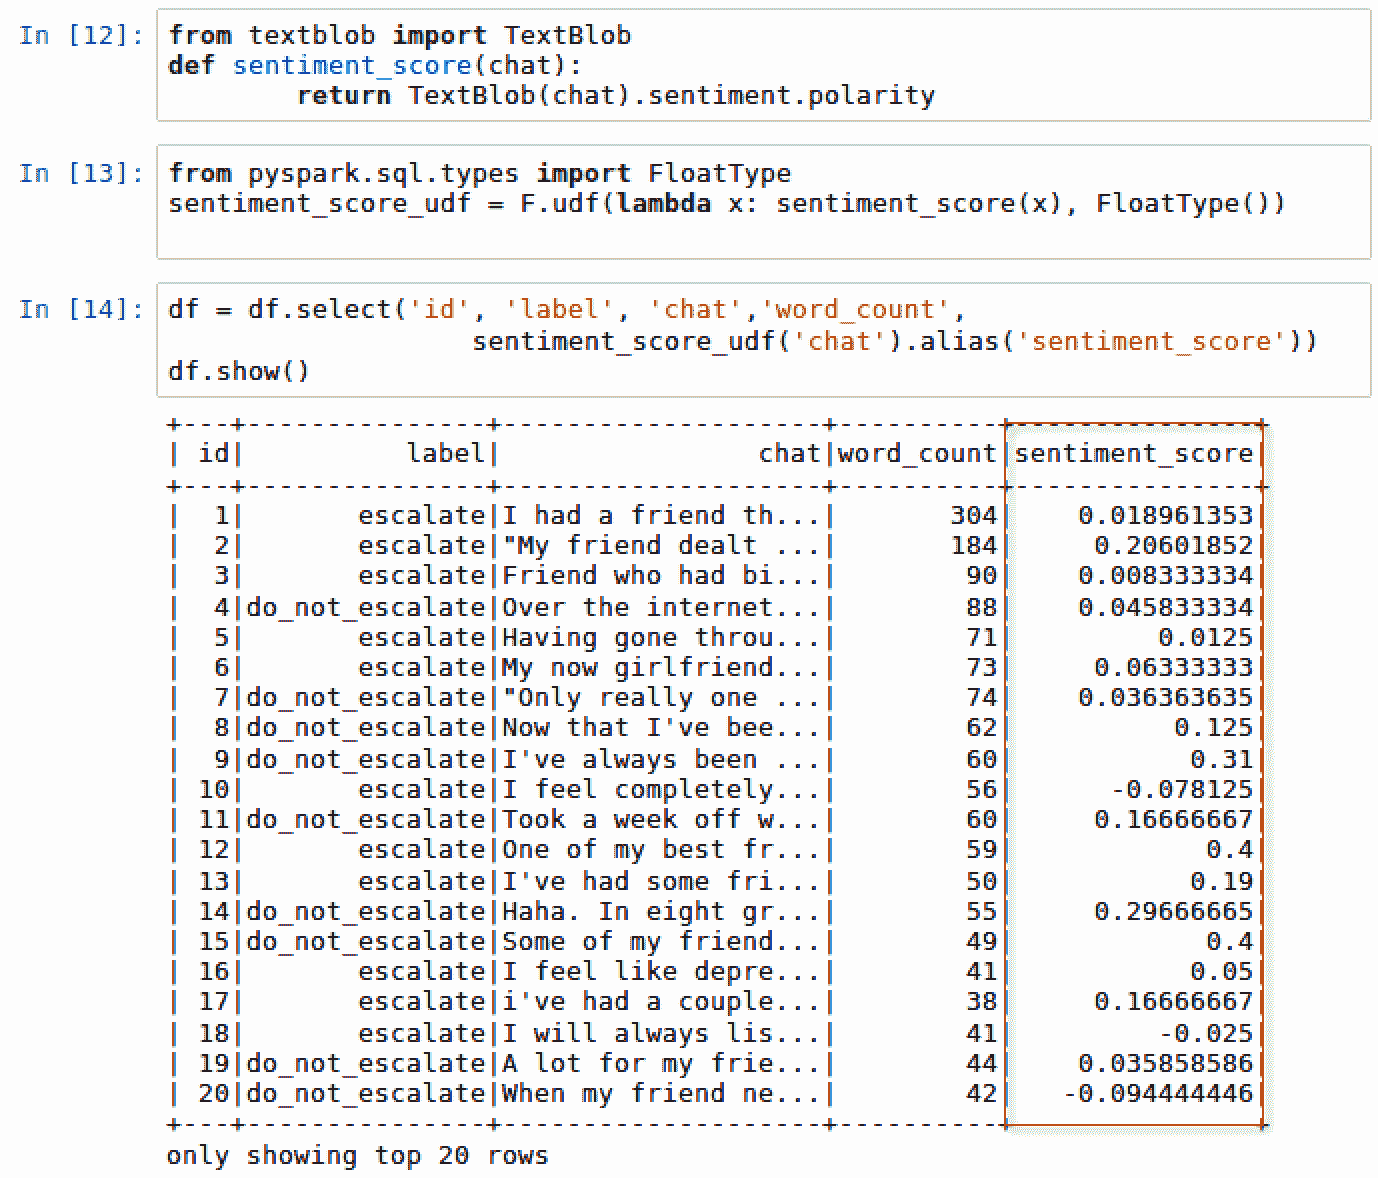 In [12]: from textblob import TextBlob
def sentiment_score(chat):
        return TextBlob(chat).sentiment.polarity
In [13]: from pyspark.sql.types import FloatType
sentiment_score_udf = F.udf(lambda x: sentiment_score(x), FloatType())
In [14]: df = df.select('id', 'label', 'chat','word_count',
                   sentiment_score_udf('chat').alias('sentiment_score'))
df.show()
+---+---------------+--------------------+----------+---------------+
| id|          label|                chat|word_count|sentiment_score|
+---+---------------+--------------------+----------+---------------+
|  1|       escalate|I had a friend th...|       304|    0.018961353|
|  2|       escalate|"My friend dealt ...|       184|     0.20601852|
|  3|       escalate|Friend who had bi...|        90|    0.008333334|
|  4|do_not_escalate|Over the internet...|        88|    0.045833334|
|  5|       escalate|Having gone throu...|        71|         0.0125|
|  6|       escalate|My now girlfriend...|        73|     0.06333333|
|  7|do_not_escalate|"Only really one ...|        74|    0.036363635|
|  8|do_not_escalate|Now that I've bee...|        62|          0.125|
|  9|do_not_escalate|I've always been ...|        60|           0.31|
| 10|       escalate|I feel completely...|        56|      -0.078125|
| 11|do_not_escalate|Took a week off w...|        60|     0.16666667|
| 12|       escalate|One of my best fr...|        59|            0.4|
| 13|       escalate|I've had some fri...|        50|           0.19|
| 14|do_not_escalate|Haha. In eight gr...|        55|     0.29666665|
| 15|do_not_escalate|Some of my friend...|        49|            0.4|
| 16|       escalate|I feel like depre...|        41|           0.05|
| 17|       escalate|i've had a couple...|        38|     0.16666667|
| 18|       escalate|I will always lis...|        41|         -0.025|
| 19|do_not_escalate|A lot for my frie...|        44|    0.035858586|
| 20|do_not_escalate|When my friend ne...|        42|   -0.094444446|
+---+---------------+--------------------+----------+---------------+
only showing top 20 rows